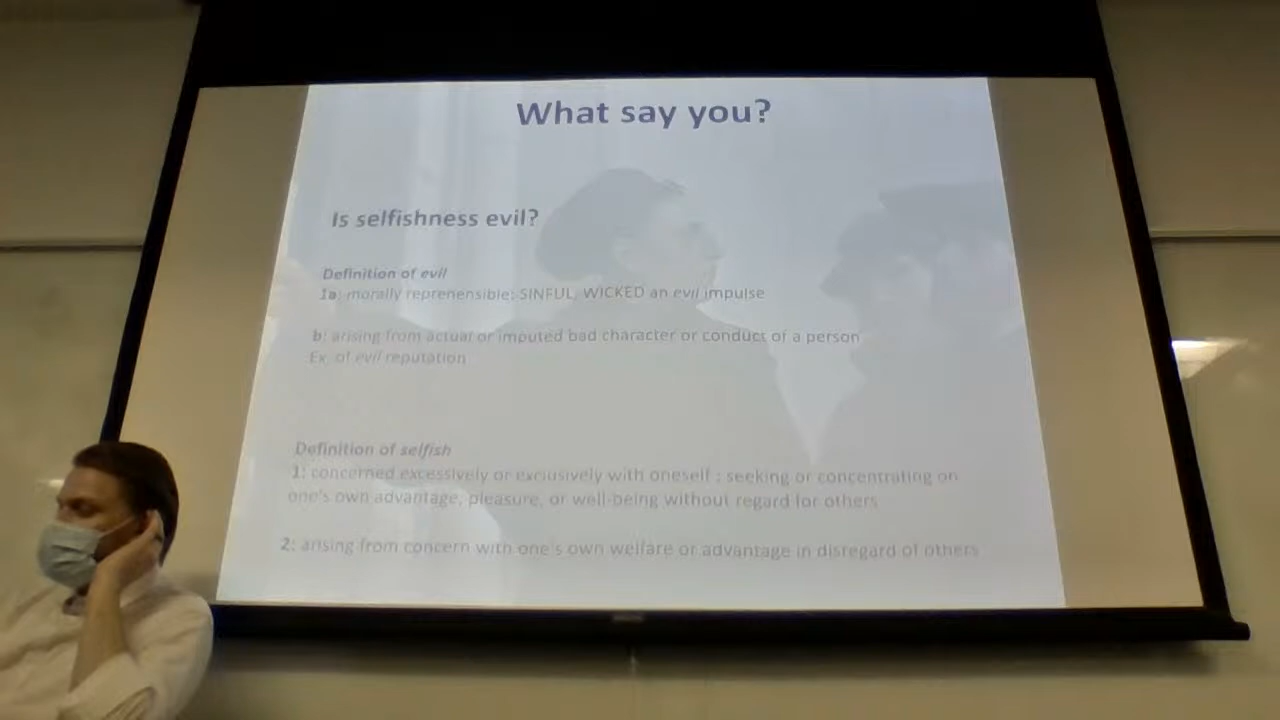 What say you?
Is selfishness evil?
Definition of evil
1a: morally reprehensible: SINFUL, WICKED an evil impulse
b: arising from actual or imputed bad character or conduct of a person
Ex. of evil reputation
Definition of selfish
1: concerned excessively or exclusively with oneself : seeking or concentrating on
one's own advantage, pleasure, or well-being without regard for others
2: arising from concern with one's own welfare or advantage in disregard of others